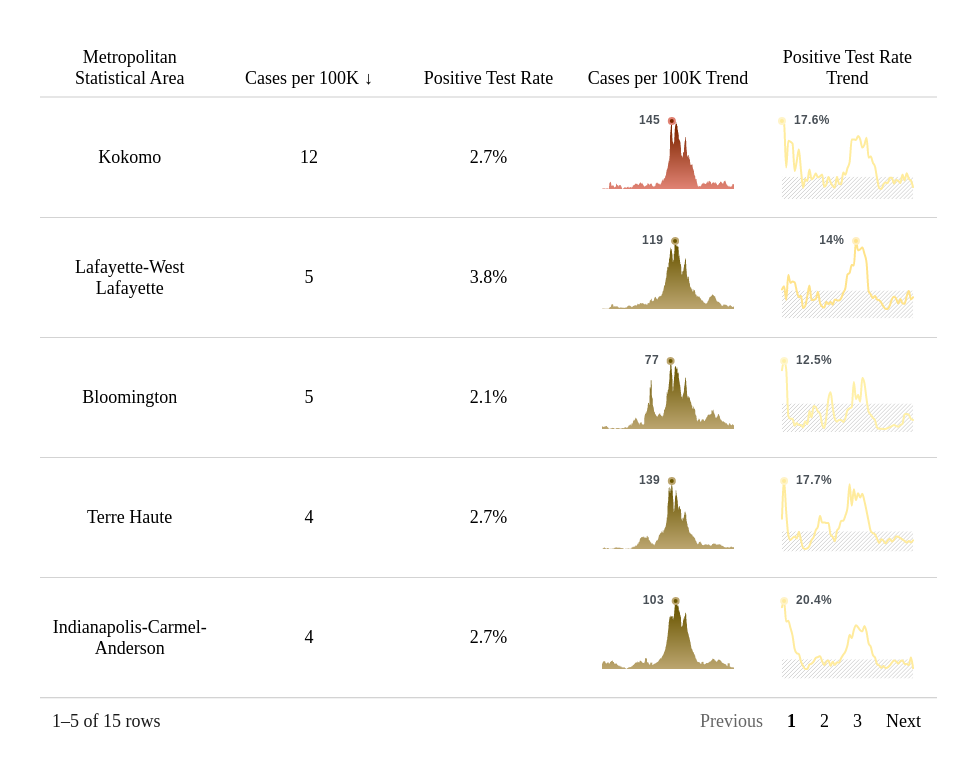 Metropolitan
Statistical Area
Cases per 100K ↓
Positive Test Rate
Cases per 100K Trend
Positive Test Rate
Trend
Kokomo
12
2.7%
145
17.6%
Lafayette-West
Lafayette
5
3.8%
119
14%
Bloomington
5
2.1%
77
12.5%
Terre Haute
4
2.7%
139
17.7%
Indianapolis-Carmel-
Anderson
4
2.7%
103
20.4%
1–5 of 15 rows
Previous 1 2 3 Next